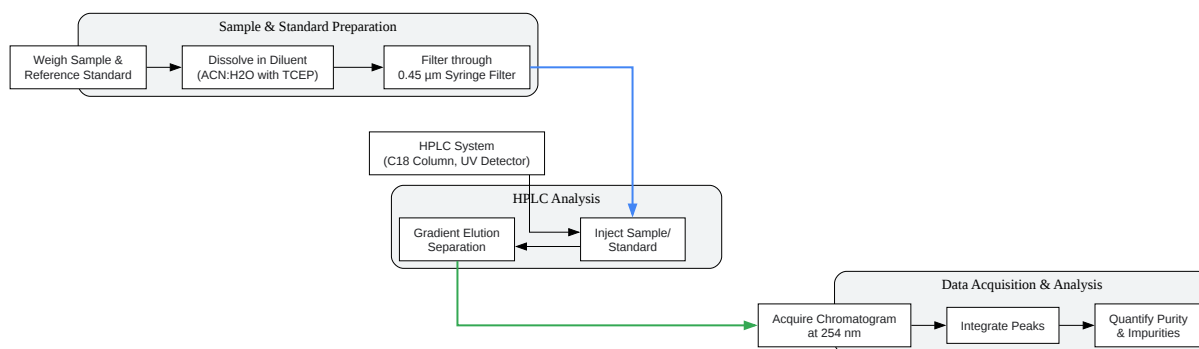 Sample & Standard Preparation
Weigh Sample &
Reference Standard
Dissolve in Diluent
(ACN:H2O with TCEP)
Filter through
0.45 µm Syringe Filter
HPLC System
(C18 Column, UV Detector)
HPLC Analysis
Gradient Elution
Separation
Inject Sample/
Standard
Data Acquisition & Analysis
Acquire Chromatogram
at 254 nm
Integrate Peaks
Quantify Purity
& Impurities